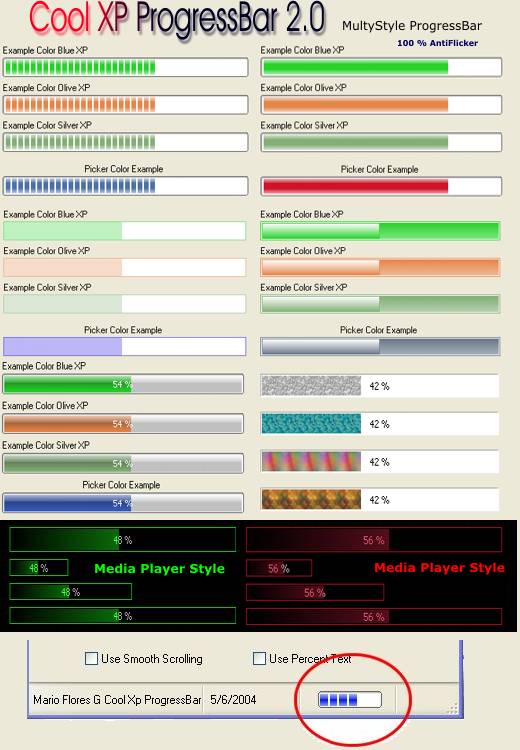 Cool XP ProgressBar 2.0
MultyStyle ProgressBar
100 % AntiFlicker
Example Color Blue XP
Example Color Blue XP
Example Color Olive XP
Example Color Olive XP
Example Color Silver XP
Example Color Silver XP
Picker Color Example
Picker Color Example
Example Color Blue XP
Example Color Blue XP
Example Color Olive XP
Example Color Olive XP
Example Color Silver XP
Example Color Silver XP
Picker Color Example
Picker Color Example
Example Color Blue XP
54 %
42 %
Example Color Olive XP
54 %
42 %
Example Color Silver XP
54 %
42 %
Picker Color Example
54 %
42 %
48 %
56 %
48 %
Media Player Style
56 %
Media Player Style
48 %
56 %
48 %
56 %
Use Smooth Scrolling
Use Percent Text
Mario Flores G Cool Xp ProgressBar
5/6/2004